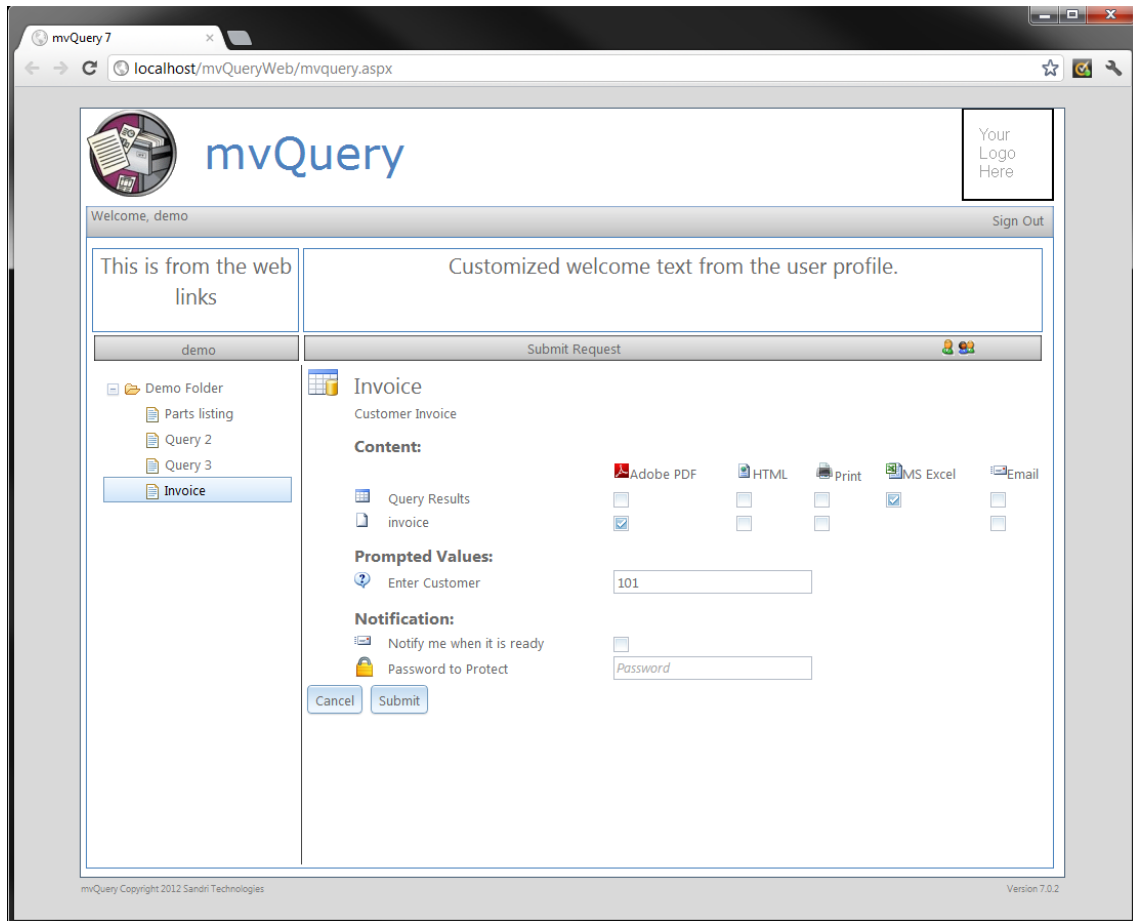 mvQuery 7
localhost/mvQueryWeb/mvquery.aspx
mvQuery
Your
Logo
Here
Welcome, demo
Sign Out
This is from the web
links
Customized welcome text from the user profile.
demo
Submit Request
Demo Folder
Parts listing
Query 2
Query 3
Invoice
Invoice
Customer Invoice
Content:
Adobe PDF HTML Print MS Excel Email
Query Results
invoice
Prompted Values:
Enter Customer 101
Notification:
Notify me when it is ready
Password to Protect Password
Cancel Submit
mvQuery Copyright 2012 Sandri Technologies
Version 7.0.2